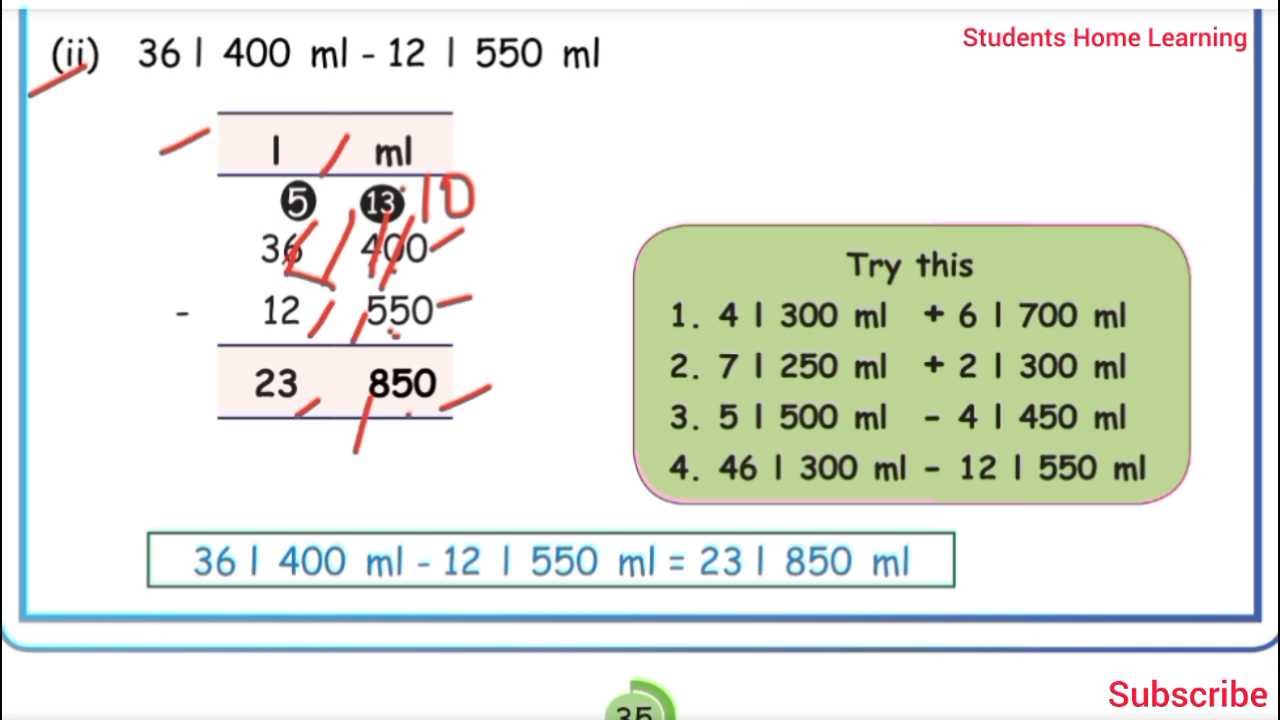 Students Home Learning
(ii) 36 l 400 ml - 12 l 550 ml
l ml
5 13 10
36 400
- 12 550
23 850
Try this
1. 4 l 300 ml + 6 l 700 ml
2. 7 l 250 ml + 2 l 300 ml
3. 5 l 500 ml - 4 l 450 ml
4. 46 l 300 ml - 12 l 550 ml
36 l 400 ml - 12 l 550 ml = 23 l 850 ml
35
Subscribe